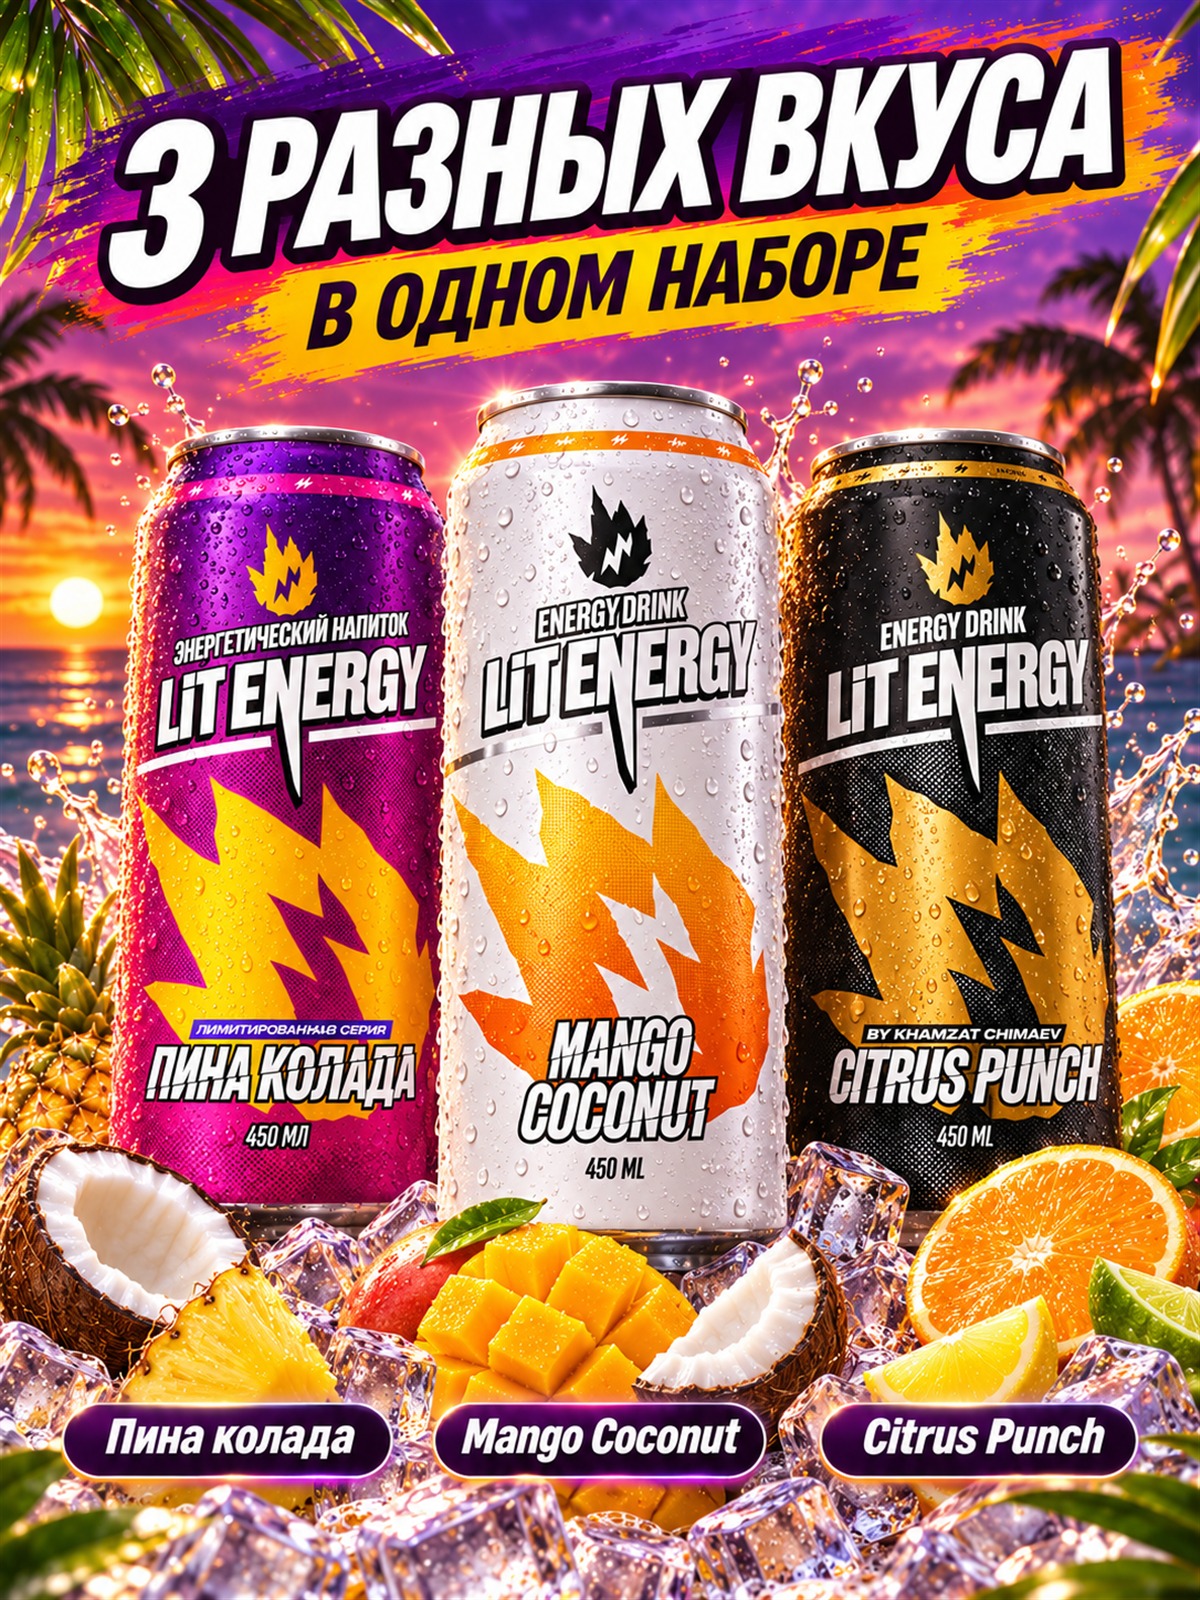 3 РАЗНЫХ ВКУСА
В ОДНОМ НАБОРЕ
ЭНЕРГЕТИЧЕСКИЙ НАПИТОК
LIT ENERGY
ЛИМИТИРОВАННАЯ СЕРИЯ
ПИНА КОЛАДА
450 МЛ
ENERGY DRINK
LIT ENERGY
MANGO
COCONUT
450 ML
ENERGY DRINK
LIT ENERGY
BY KHAMZAT CHIMAEV
CITRUS PUNCH
450 ML
Пина колада
Mango Coconut
Citrus Punch